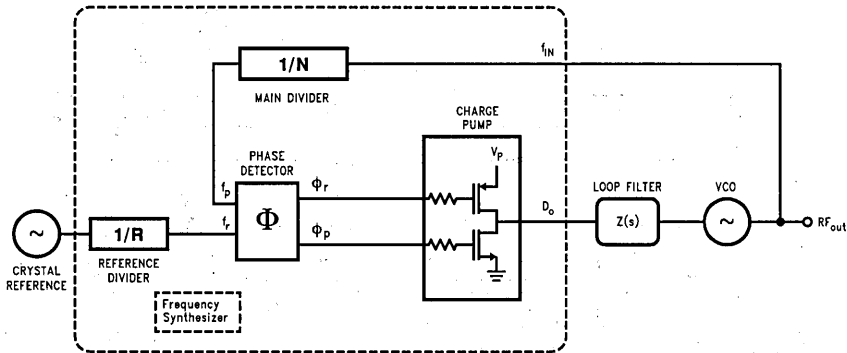 1/N
MAIN DIVIDER
f_IN
CHARGE
PUMP
V_P
PHASE
DETECTOR
f_p
f_r
Φ
ϕ_r
ϕ_p
D_o
LOOP FILTER
Z(s)
VCO
~
RF_out
~
CRYSTAL
REFERENCE
1/R
REFERENCE
DIVIDER
Frequency
Synthesizer